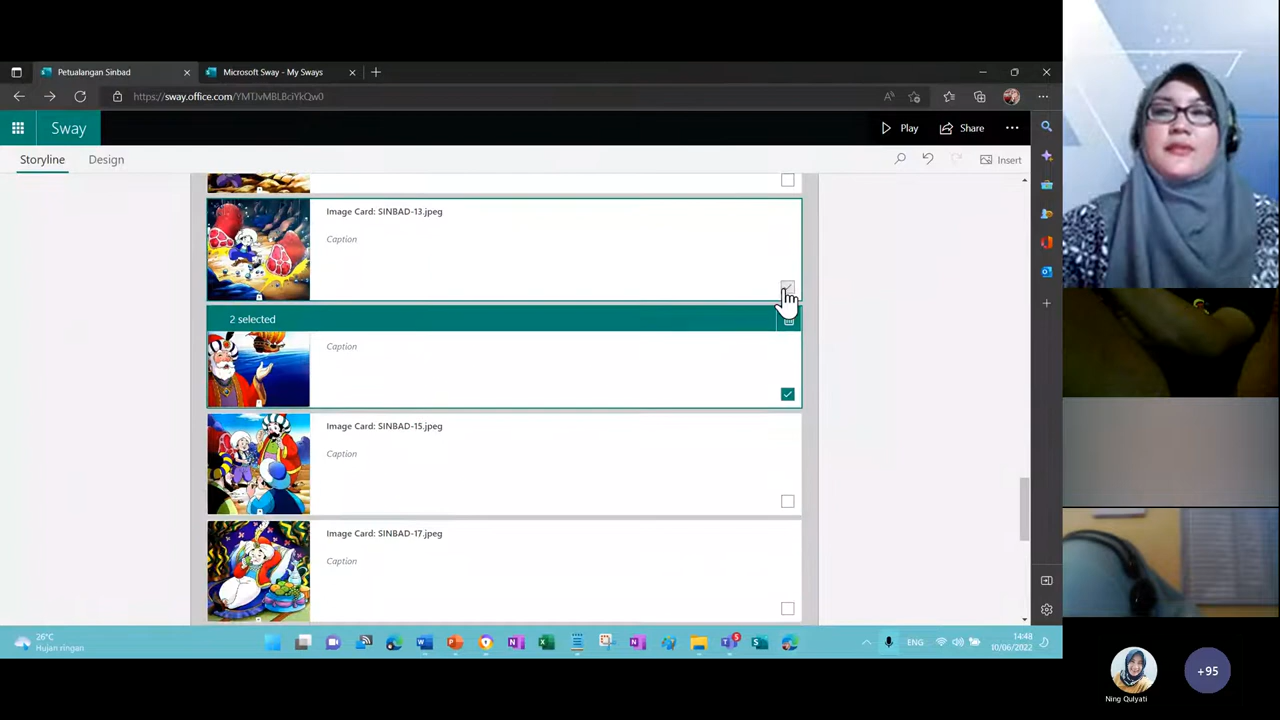 Petualangan Sinbad
Microsoft Sway - My Sways
https://sway.office.com/YMTJvMBLBciYkQw0
Sway
Play
Share
Storyline
Design
Insert
Image Card: SINBAD-13.jpeg
Caption
2 selected
Caption
Image Card: SINBAD-15.jpeg
Caption
Image Card: SINBAD-17.jpeg
Caption
26°C
Hujan ringan
5
ENG
14:48
10/06/2022
+95
Ning Qulyati